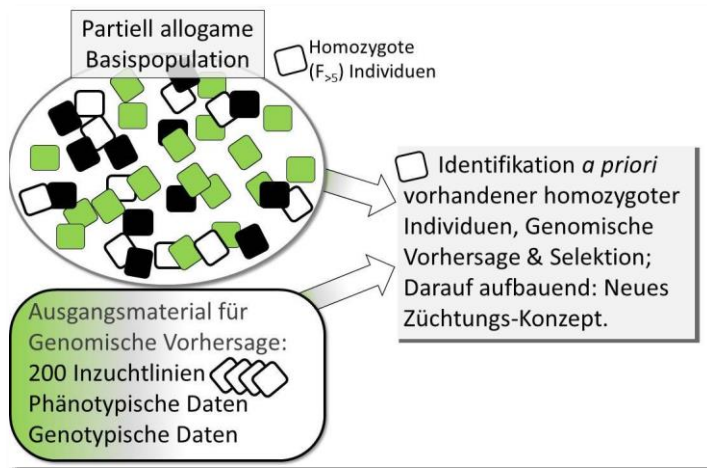 Partiell allogame
Basispopulation
Homozygote
(F>5) Individuen
Identifikation a priori
vorhandener homozygoter
Individuen, Genomische
Vorhersage & Selektion;
Darauf aufbauend: Neues
Züchtungs-Konzept.
Ausgangsmaterial für
Genomische Vorhersage:
200 Inzuchtlinien
Phänotypische Daten
Genotypische Daten